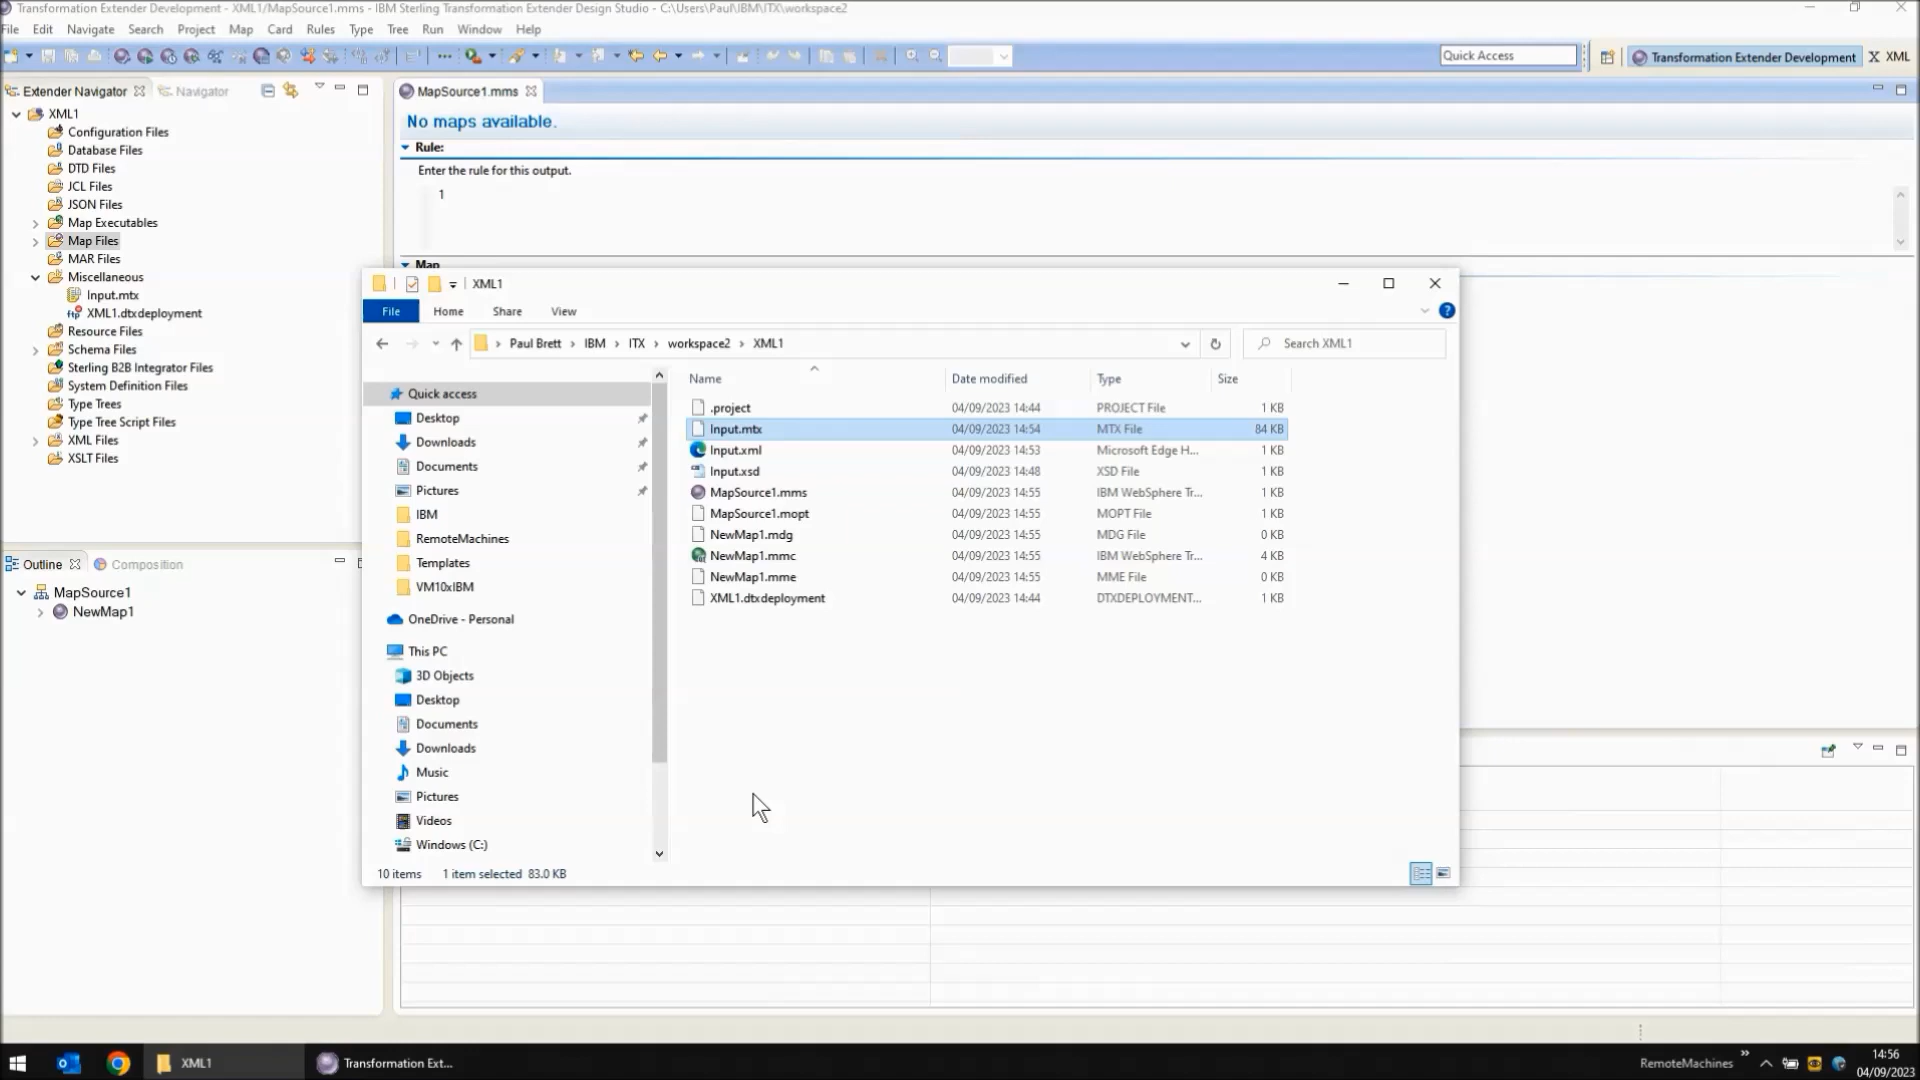 Transformation Extender Development - XML1/MapSource1.mms - IBM Sterling Transformation Extender Design Studio - C:\Users\Paul\IBM\ITX\workspace2
File Edit Navigate Search Project Map Card Rules Type Tree Run Window Help
Quick Access
Transformation Extender Development
XML
Extender Navigator
Navigator
XML1
Configuration Files
Database Files
DTD Files
JCL Files
JSON Files
Map Executables
Map Files
MAR Files
Miscellaneous
Input.mtx
XML1.dtxdeployment
Resource Files
Schema Files
Sterling B2B Integrator Files
System Definition Files
Type Trees
Type Tree Script Files
XML Files
XSLT Files
Outline
Composition
MapSource1
NewMap1
MapSource1.mms
No maps available.
Rule:
Enter the rule for this output.
1
Map
XML1
File Home Share View
Paul Brett › IBM › ITX › workspace2 › XML1
Search XML1
Quick access
Desktop
Downloads
Documents
Pictures
IBM
RemoteMachines
Templates
VM10xIBM
OneDrive - Personal
This PC
3D Objects
Desktop
Documents
Downloads
Music
Pictures
Videos
Windows (C:)
Name Date modified Type Size
.project 04/09/2023 14:44 PROJECT File 1 KB
Input.mtx 04/09/2023 14:54 MTX File 84 KB
Input.xml 04/09/2023 14:53 Microsoft Edge H... 1 KB
Input.xsd 04/09/2023 14:48 XSD File 1 KB
MapSource1.mms 04/09/2023 14:55 IBM WebSphere Tr... 1 KB
MapSource1.mopt 04/09/2023 14:55 MOPT File 1 KB
NewMap1.mdg 04/09/2023 14:55 MDG File 0 KB
NewMap1.mmc 04/09/2023 14:55 IBM WebSphere Tr... 4 KB
NewMap1.mme 04/09/2023 14:55 MME File 0 KB
XML1.dtxdeployment 04/09/2023 14:44 DTXDEPLOYMENT... 1 KB
10 items 1 item selected 83.0 KB
XML1
Transformation Ext...
RemoteMachines
14:56
04/09/2023